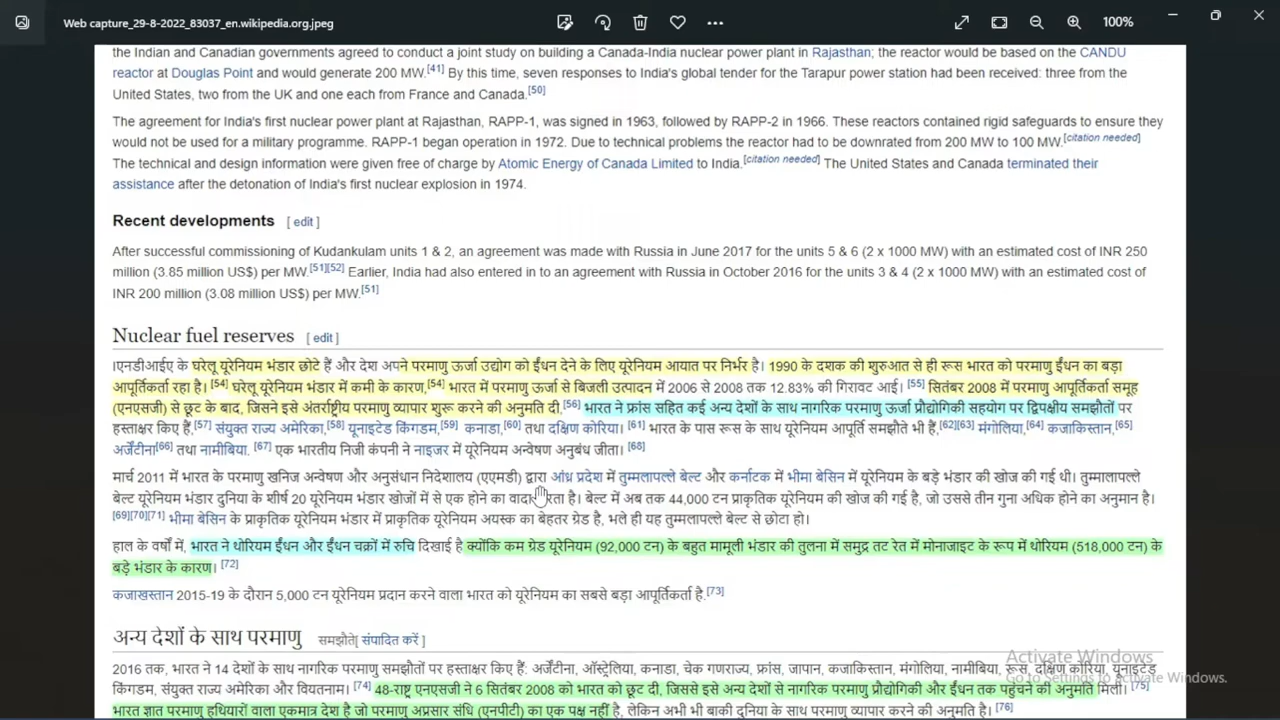 Web capture_29-8-2022_83037_en.wikipedia.org.jpeg
100%
the Indian and Canadian governments agreed to conduct a joint study on building a Canada-India nuclear power plant in Rajasthan; the reactor would be based on the CANDU
reactor at Douglas Point and would generate 200 MW.[41] By this time, seven responses to India's global tender for the Tarapur power station had been received: three from the
United States, two from the UK and one each from France and Canada.[50]
The agreement for India's first nuclear power plant at Rajasthan, RAPP-1, was signed in 1963, followed by RAPP-2 in 1966. These reactors contained rigid safeguards to ensure they
would not be used for a military programme. RAPP-1 began operation in 1972. Due to technical problems the reactor had to be downrated from 200 MW to 100 MW.[citation needed]
The technical and design information were given free of charge by Atomic Energy of Canada Limited to India.[citation needed] The United States and Canada terminated their
assistance after the detonation of India's first nuclear explosion in 1974.
Recent developments [ edit ]
After successful commissioning of Kudankulam units 1 & 2, an agreement was made with Russia in June 2017 for the units 5 & 6 (2 x 1000 MW) with an estimated cost of INR 250
million (3.85 million US$) per MW.[51][52] Earlier, India had also entered in to an agreement with Russia in October 2016 for the units 3 & 4 (2 x 1000 MW) with an estimated cost of
INR 200 million (3.08 million US$) per MW.[51]
Nuclear fuel reserves [ edit ]
।एनडीआईए के घरेलू यूरेनियम भंडार छोटे हैं और देश अपने परमाणु ऊर्जा उद्योग को ईंधन देने के लिए यूरेनियम आयात पर निर्भर है। 1990 के दशक की शुरुआत से ही रूस भारत को परमाणु ईंधन का बड़ा
आपूर्तिकर्ता रहा है। [54] घरेलू यूरेनियम भंडार में कमी के कारण,[54] भारत में परमाणु ऊर्जा से बिजली उत्पादन में 2006 से 2008 तक 12.83% की गिरावट आई। [55] सितंबर 2008 में परमाणु आपूर्तिकर्ता समूह
(एनएसजी) से छूट के बाद, जिसने इसे अंतर्राष्ट्रीय परमाणु व्यापार शुरू करने की अनुमति दी,[56] भारत ने फ्रांस सहित कई अन्य देशों के साथ नागरिक परमाणु ऊर्जा प्रौद्योगिकी सहयोग पर द्विपक्षीय समझौतों पर
हस्ताक्षर किए हैं,[57] संयुक्त राज्य अमेरिका,[58] यूनाइटेड किंगडम,[59] कनाडा,[60] तथा दक्षिण कोरिया। [61] भारत के पास रूस के साथ यूरेनियम आपूर्ति समझौते भी हैं,[62][63] मंगोलिया,[64] कजाकिस्तान,[65]
अर्जेंटीना[66] तथा नामीबिया. [67] एक भारतीय निजी कंपनी ने नाइजर में यूरेनियम अन्वेषण अनुबंध जीता। [68]
मार्च 2011 में भारत के परमाणु खनिज अन्वेषण और अनुसंधान निदेशालय (एएमडी) द्वारा आंध्र प्रदेश में तुम्मलापल्ले बेल्ट और कर्नाटक में भीमा बेसिन में यूरेनियम के बड़े भंडार की खोज की गई थी। तुम्मलापल्ले
बेल्ट यूरेनियम भंडार दुनिया के शीर्ष 20 यूरेनियम भंडार खोजों में से एक होने का वादा रता है। बेल्ट में अब तक 44,000 टन प्राकृतिक यूरेनियम की खोज की गई है, जो उससे तीन गुना अधिक होने का अनुमान है।
[69][70][71] भीमा बेसिन के प्राकृतिक यूरेनियम भंडार में प्राकृतिक यूरेनियम अयस्क का बेहतर ग्रेड है, भले ही यह तुम्मलापल्ले बेल्ट से छोटा हो।
हाल के वर्षों में, भारत ने थोरियम ईंधन और ईंधन चक्रों में रुचि दिखाई है क्योंकि कम ग्रेड यूरेनियम (92,000 टन) के बहुत मामूली भंडार की तुलना में समुद्र तट रेत में मोनाजाइट के रूप में थोरियम (518,000 टन) के
बड़े भंडार के कारण। [72]
कजाखस्तान 2015-19 के दौरान 5,000 टन यूरेनियम प्रदान करने वाला भारत को यूरेनियम का सबसे बड़ा आपूर्तिकर्ता है.[73]
अन्य देशों के साथ परमाणु समझौते[ संपादित करें ]
2016 तक, भारत ने 14 देशों के साथ नागरिक परमाणु समझौतों पर हस्ताक्षर किए हैं: अर्जेंटीना, ऑस्ट्रेलिया, कनाडा, चेक गणराज्य, फ्रांस, जापान, कजाकिस्तान, मंगोलिया, नामीबिया, रूस, दक्षिण कोरिया, यूनाइटेड
किंगडम, संयुक्त राज्य अमेरिका और वियतनाम। [74] 48-राष्ट्र एनएसजी ने 6 सितंबर 2008 को भारत को छूट दी, जिससे इसे अन्य देशों से नागरिक परमाणु प्रौद्योगिकी और ईंधन तक पहुंचने की अनुमति मिली। [75]
भारत ज्ञात परमाणु हथियारों वाला एकमात्र देश है जो परमाणु अप्रसार संधि (एनपीटी) का एक पक्ष नहीं है, लेकिन अभी भी बाकी दुनिया के साथ परमाणु व्यापार करने की अनुमति है। [76]
Activate Windows
Go to Settings to activate Windows.